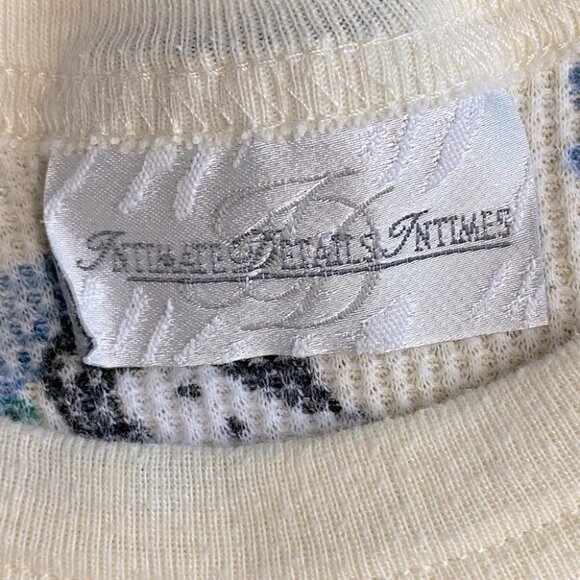 INTIMATE DETAILS INTIMES